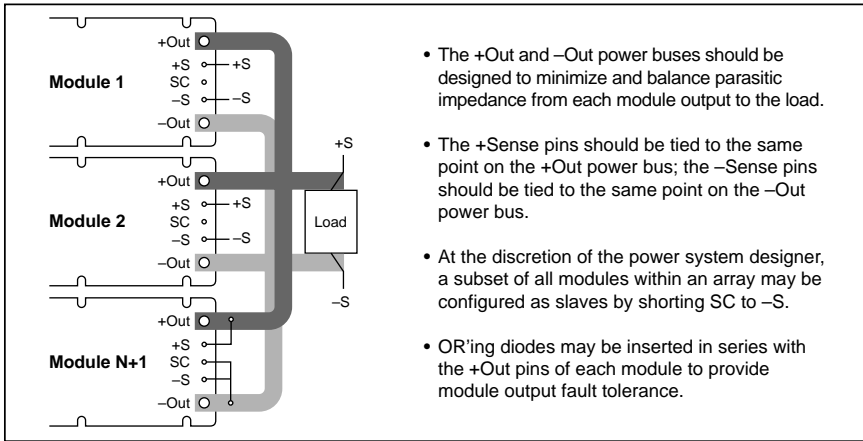 +Out
+S
+S
Module 1
SC
–S
–S
–Out
+Out
+S
+S
Module 2
SC
–S
–S
–Out
+Out
+S
Module N+1
SC
–S
–Out
+S
Load
–S
• The +Out and –Out power buses should be
designed to minimize and balance parasitic
impedance from each module output to the load.
• The +Sense pins should be tied to the same
point on the +Out power bus; the –Sense pins
should be tied to the same point on the –Out
power bus.
• At the discretion of the power system designer,
a subset of all modules within an array may be
configured as slaves by shorting SC to –S.
• OR'ing diodes may be inserted in series with
the +Out pins of each module to provide
module output fault tolerance.